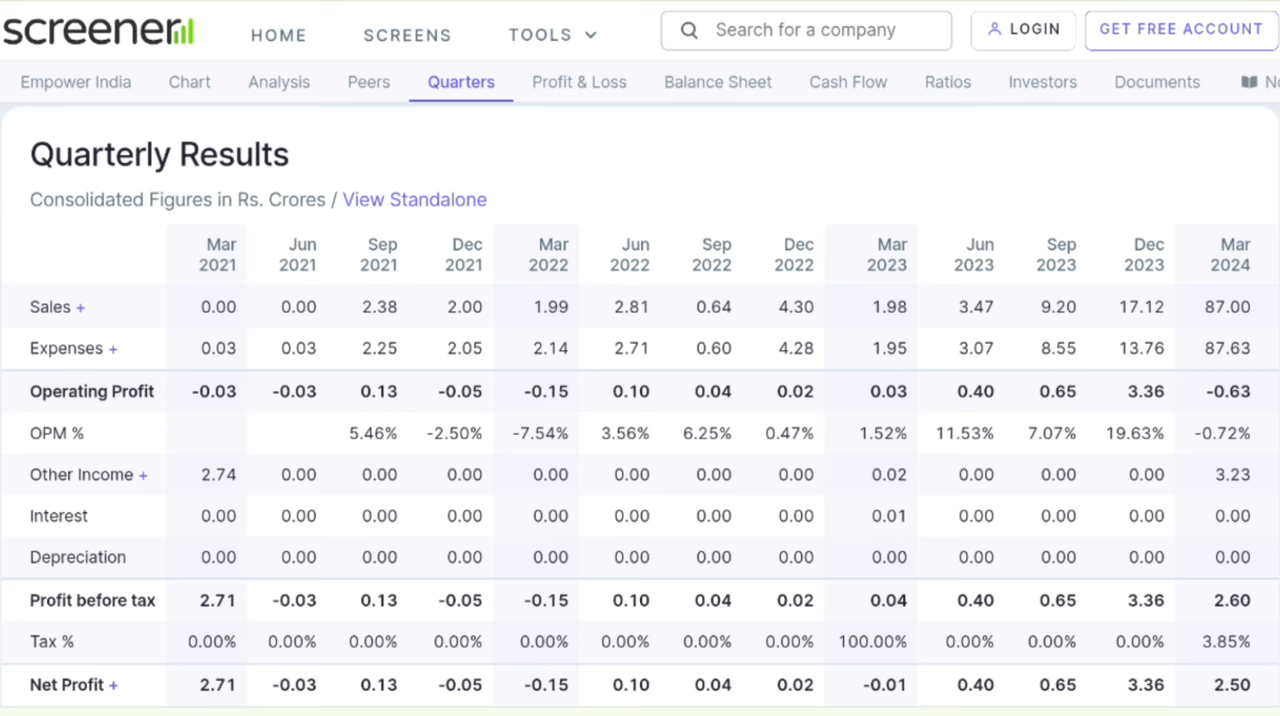 screener
HOME SCREENS TOOLS
Search for a company
LOGIN
GET FREE ACCOUNT
Empower India Chart Analysis Peers Quarters Profit & Loss Balance Sheet Cash Flow Ratios Investors Documents
Quarterly Results
Consolidated Figures in Rs. Crores / View Standalone
Mar 2021 Jun 2021 Sep 2021 Dec 2021 Mar 2022 Jun 2022 Sep 2022 Dec 2022 Mar 2023 Jun 2023 Sep 2023 Dec 2023 Mar 2024
Sales + 0.00 0.00 2.38 2.00 1.99 2.81 0.64 4.30 1.98 3.47 9.20 17.12 87.00
Expenses + 0.03 0.03 2.25 2.05 2.14 2.71 0.60 4.28 1.95 3.07 8.55 13.76 87.63
Operating Profit -0.03 -0.03 0.13 -0.05 -0.15 0.10 0.04 0.02 0.03 0.40 0.65 3.36 -0.63
OPM % 5.46% -2.50% -7.54% 3.56% 6.25% 0.47% 1.52% 11.53% 7.07% 19.63% -0.72%
Other Income + 2.74 0.00 0.00 0.00 0.00 0.00 0.00 0.00 0.02 0.00 0.00 0.00 3.23
Interest 0.00 0.00 0.00 0.00 0.00 0.00 0.00 0.00 0.01 0.00 0.00 0.00 0.00
Depreciation 0.00 0.00 0.00 0.00 0.00 0.00 0.00 0.00 0.00 0.00 0.00 0.00 0.00
Profit before tax 2.71 -0.03 0.13 -0.05 -0.15 0.10 0.04 0.02 0.04 0.40 0.65 3.36 2.60
Tax % 0.00% 0.00% 0.00% 0.00% 0.00% 0.00% 0.00% 0.00% 100.00% 0.00% 0.00% 0.00% 3.85%
Net Profit + 2.71 -0.03 0.13 -0.05 -0.15 0.10 0.04 0.02 -0.01 0.40 0.65 3.36 2.50